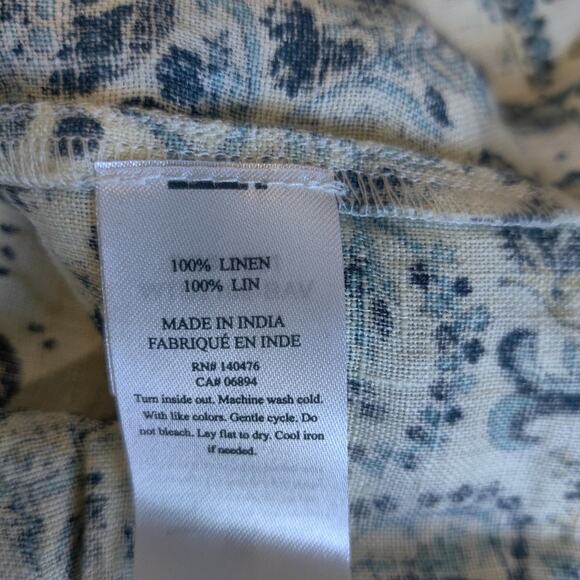 100% LINEN
100% LIN
MADE IN INDIA
FABRIQUÉ EN INDE
RN# 140476
CA# 06894
Turn inside out. Machine wash cold.
With like colors. Gentle cycle. Do
not bleach. Lay flat to dry. Cool iron
if needed.